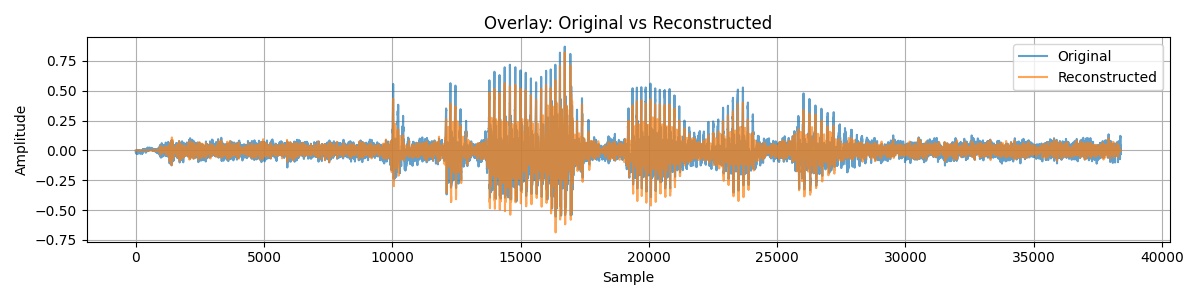 Overlay: Original vs Reconstructed
Amplitude
0.75
0.50
0.25
0.00
−0.25
−0.50
−0.75
Original
Reconstructed
0 5000 10000 15000 20000 25000 30000 35000 40000
Sample